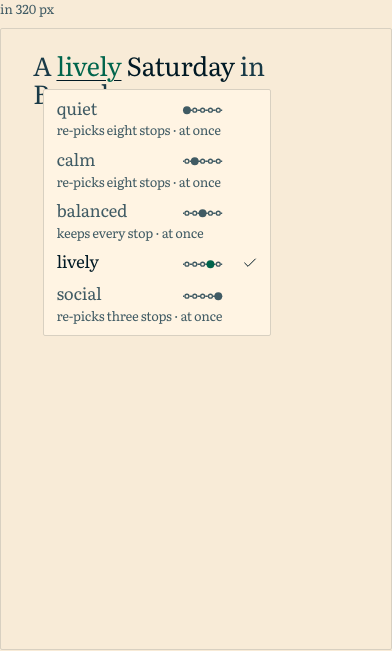 in 320 px
A lively Saturday in
quiet
re-picks eight stops · at once
calm
re-picks eight stops · at once
balanced
keeps every stop · at once
lively
social
re-picks three stops · at once